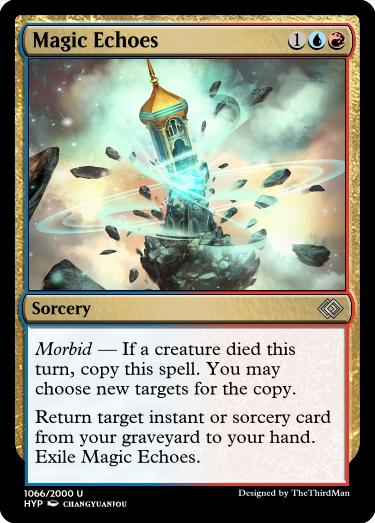 Magic Echoes 1
Sorcery
Morbid — If a creature died this
turn, copy this spell. You may
choose new targets for the copy.
Return target instant or sorcery card
from your graveyard to your hand.
Exile Magic Echoes.
1066/2000 U
HYP CHANGYUANJOU
Designed by TheThirdMan